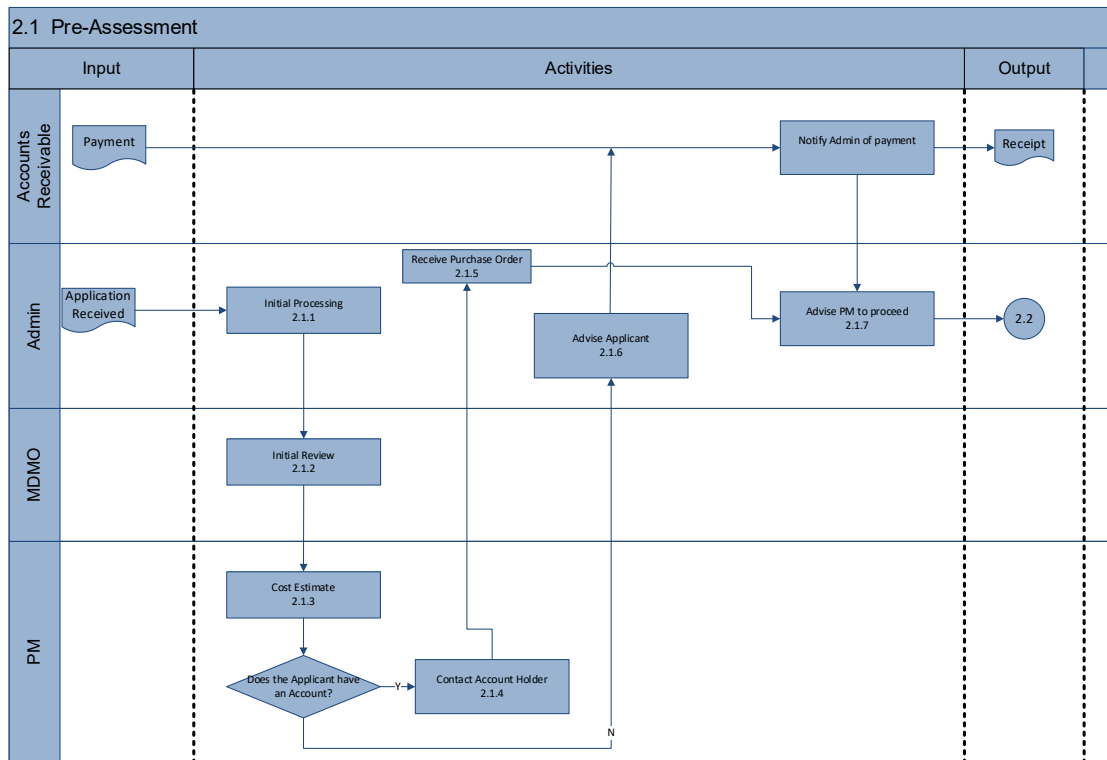 2.1 Pre-Assessment
Input
Activities
Output
Accounts
Receivable
Payment
Notify Admin of payment
Receipt
Admin
Application
Received
Initial Processing
2.1.1
Receive Purchase Order
2.1.5
Advise Applicant
2.1.6
Advise PM to proceed
2.1.7
2.2
MDMO
Initial Review
2.1.2
PM
Cost Estimate
2.1.3
Does the Applicant have
an Account?
Y
Contact Account Holder
2.1.4
N